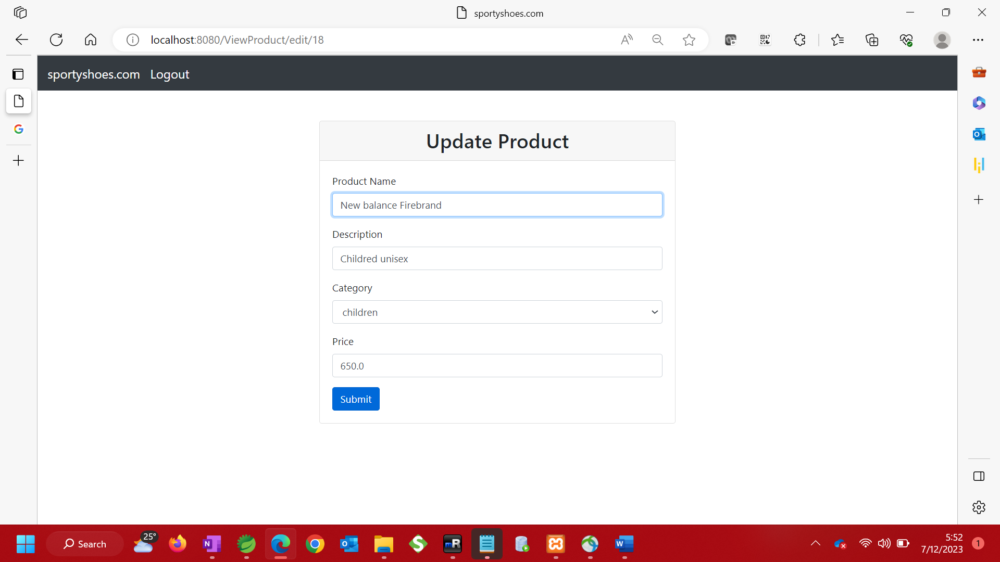 sportyshoes.com
localhost:8080/ViewProduct/edit/18
sportyshoes.com Logout
Update Product
Product Name
New balance Firebrand
Description
Childred unisex
Category
children
Price
650.0
Submit
25°
Search
5:52
7/12/2023
1